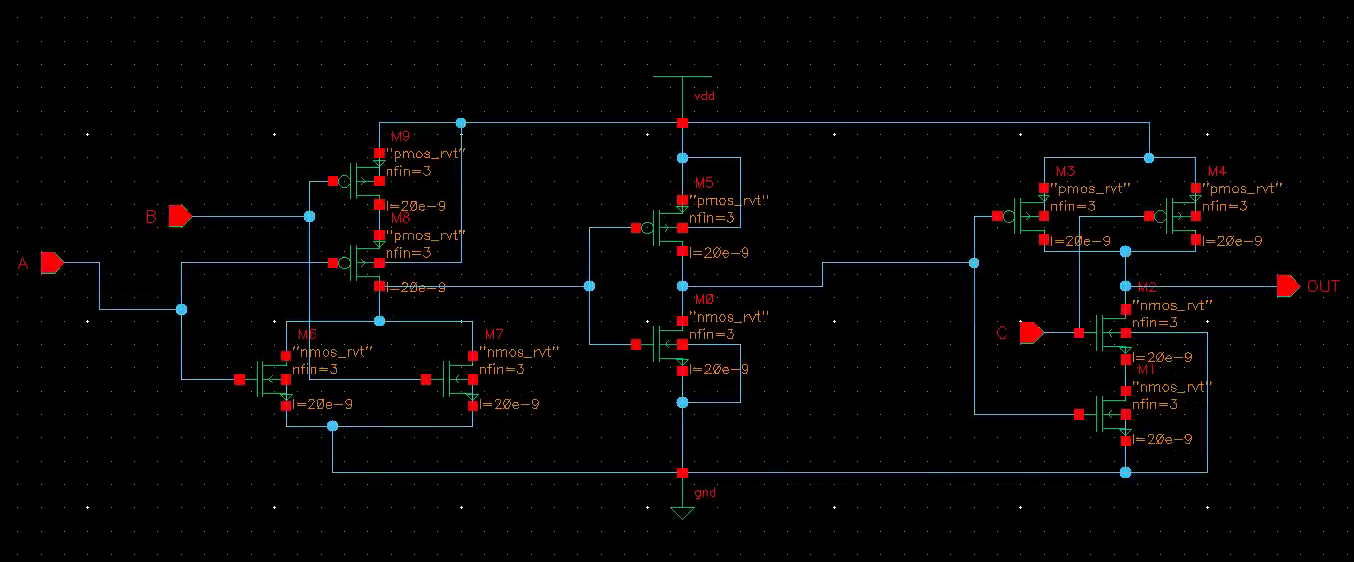 vdd
M9
"pmos_rvt"
nfin=3
l=20e-9
M8
"pmos_rvt"
nfin=3
l=20e-9
B
A
M6
"nmos_rvt"
nfin=3
l=20e-9
M7
"nmos_rvt"
nfin=3
l=20e-9
M5
"pmos_rvt"
nfin=3
l=20e-9
M0
"nmos_rvt"
nfin=3
l=20e-9
gnd
M3
"pmos_rvt"
nfin=3
l=20e-9
M4
"pmos_rvt"
nfin=3
l=20e-9
OUT
C
M2
"nmos_rvt"
nfin=3
l=20e-9
M1
"nmos_rvt"
nfin=3
l=20e-9